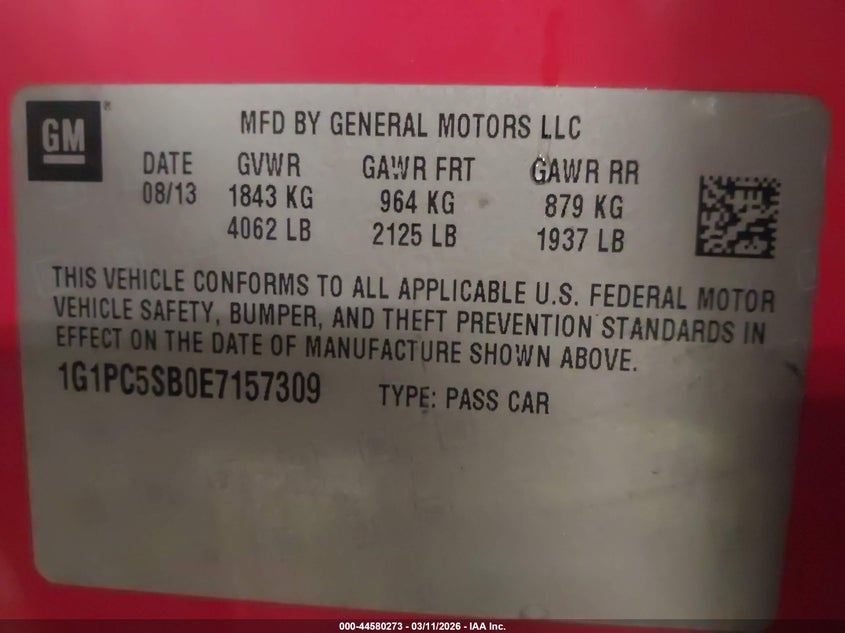 GM®
MFD BY GENERAL MOTORS LLC
DATE GVWR GAWR FRT GAWR RR
08/13 1843 KG 964 KG 879 KG
4062 LB 2125 LB 1937 LB
THIS VEHICLE CONFORMS TO ALL APPLICABLE U.S. FEDERAL MOTOR
VEHICLE SAFETY, BUMPER, AND THEFT PREVENTION STANDARDS IN
EFFECT ON THE DATE OF MANUFACTURE SHOWN ABOVE.
1G1PC5SB0E7157309 TYPE: PASS CAR
000-44580273 - 03/11/2026 - IAA Inc.